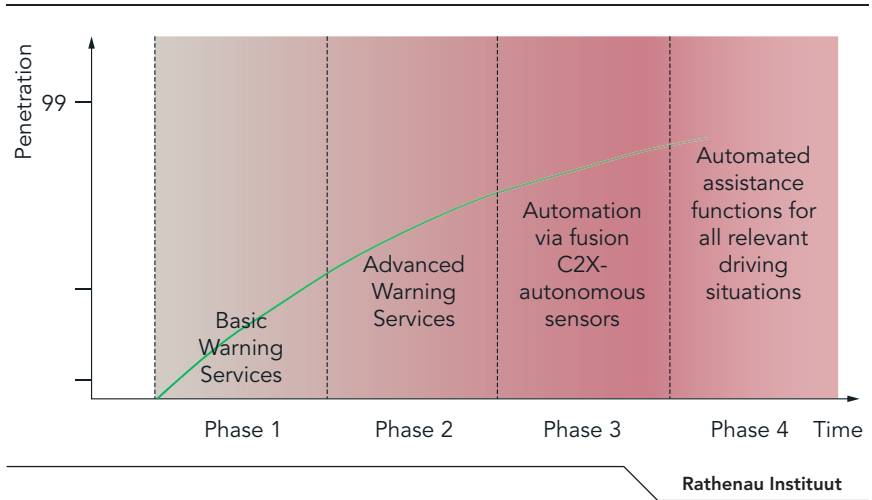 Penetration
99
Basic
Warning
Services
Advanced
Warning
Services
Automation
via fusion
C2X-
autonomous
sensors
Automated
assistance
functions for
all relevant
driving
situations
Phase 1
Phase 2
Phase 3
Phase 4
Time
Rathenau Instituut